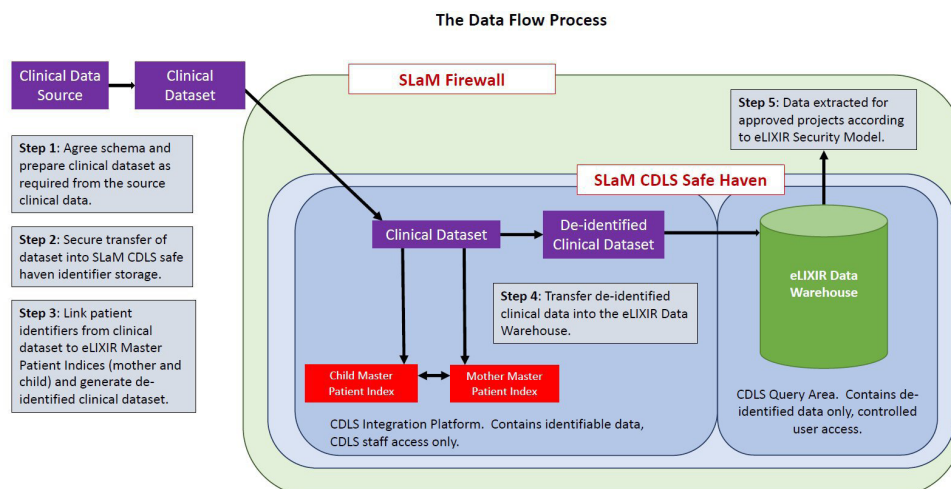 The Data Flow Process
SLaM Firewall
Clinical Data
Source
Clinical
Dataset
Step 5: Data extracted for
approved projects according
to eLIXIR Security Model.
Step 1: Agree schema and
prepare clinical dataset as
required from the source
clinical data.
SLaM CDLS Safe Haven
Step 2: Secure transfer of
dataset into SLaM CDLS safe
haven identifier storage.
Clinical Dataset
De-identified
Clinical Dataset
eLIXIR Data
Warehouse
Step 4: Transfer de-identified
clinical data into the eLIXIR Data
Warehouse.
Step 3: Link patient
identifiers from clinical
dataset to eLIXIR Master
Patient Indices (mother and
child) and generate de-
identified clinical dataset.
Child Master
Patient Index
Mother Master
Patient Index
CDLS Integration Platform. Contains identifiable data,
CDLS staff access only.
CDLS Query Area. Contains de-
identified data only, controlled
user access.